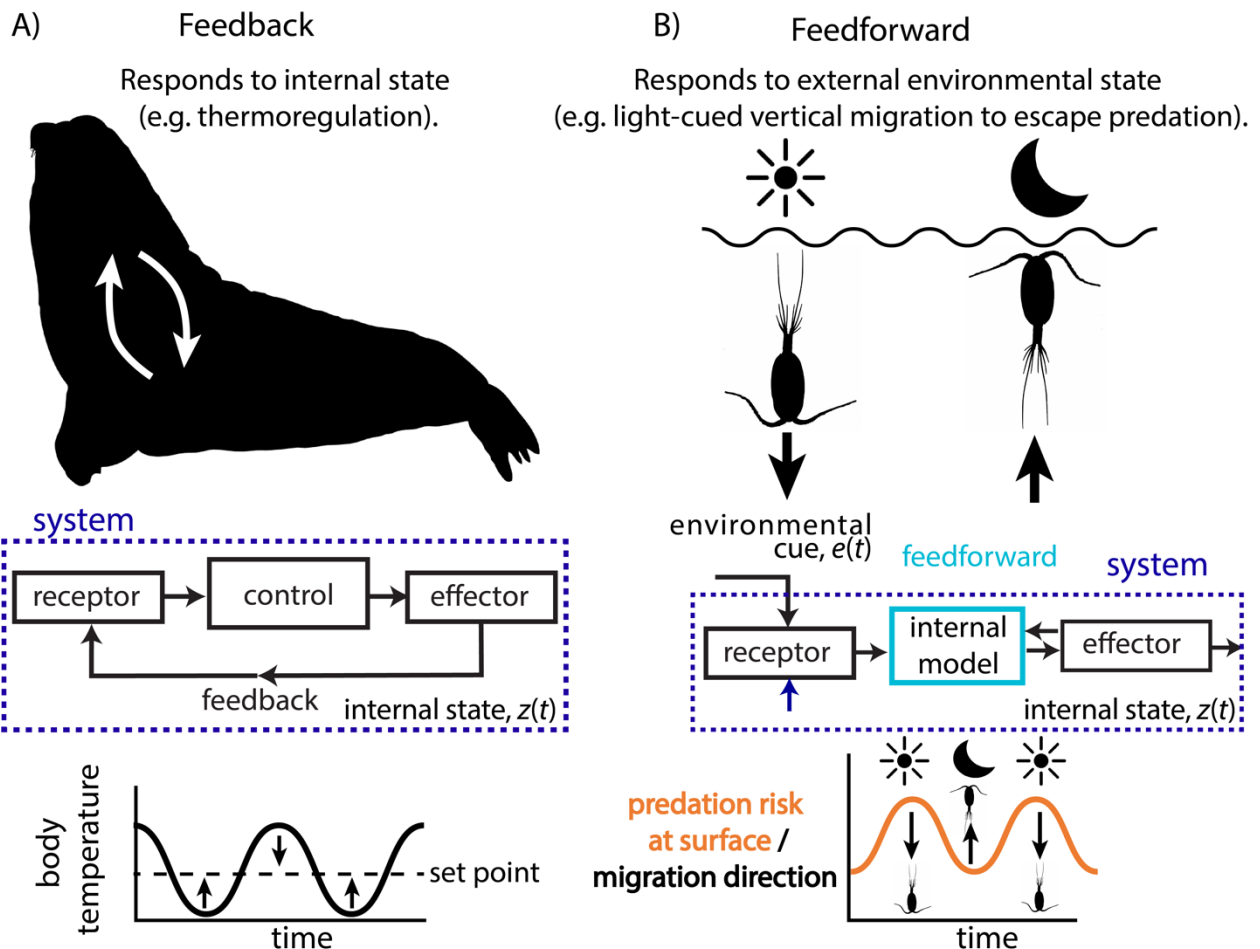 A)
Feedback
Responds to internal state
(e.g. thermoregulation).
system
receptor
control
effector
feedback
internal state, z(t)
body
temperature
set point
time
B)
Feedforward
Responds to external environmental state
(e.g. light-cued vertical migration to escape predation).
environmental
cue, e(t)
feedforward
system
receptor
internal
model
effector
internal state, z(t)
predation risk
at surface /
migration direction
time